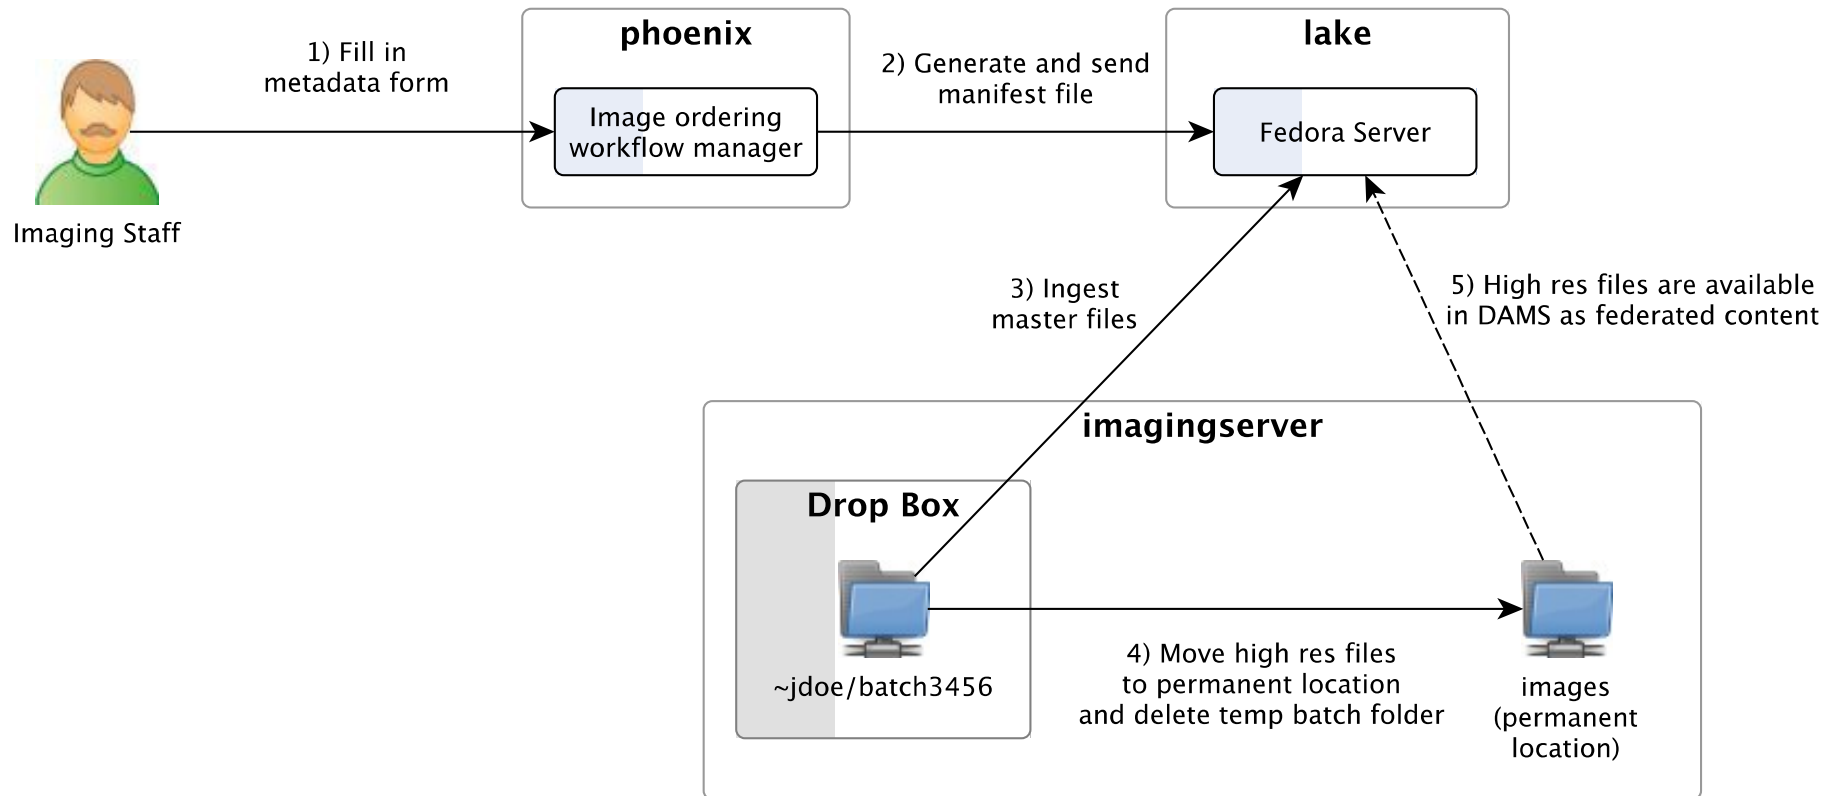 phoenix
lake
1) Fill in
metadata form
2) Generate and send
manifest file
Image ordering
workflow manager
Fedora Server
Imaging Staff
3) Ingest
master files
5) High res files are available
in DAMS as federated content
imagingserver
Drop Box
~jdoe/batch3456
4) Move high res files
to permanent location
and delete temp batch folder
images
(permanent
location)